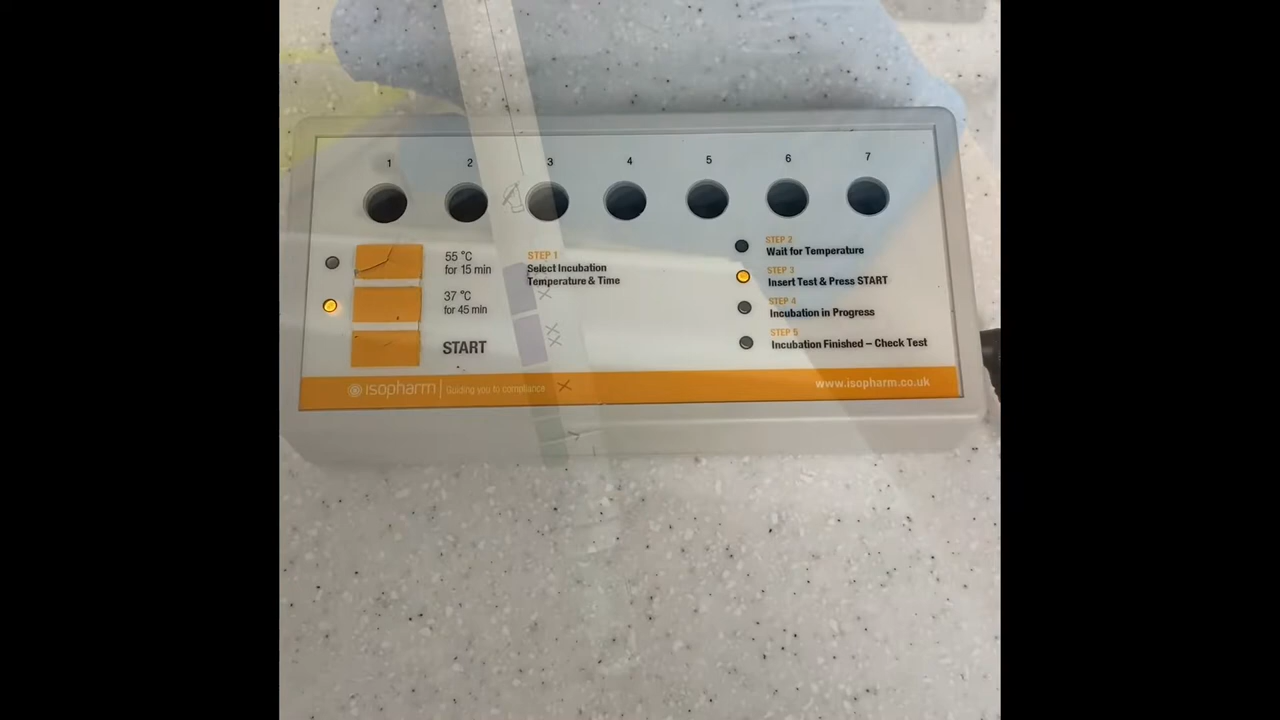 1 2 3 4 5 6 7
55 °C
for 15 min
37 °C
for 45 min
START
STEP 1
Select Incubation
Temperature & Time
STEP 2
Wait for Temperature
STEP 3
Insert Test & Press START
STEP 4
Incubation in Progress
STEP 5
Incubation Finished – Check Test
isopharm | Guiding you to compliance
www.isopharm.co.uk